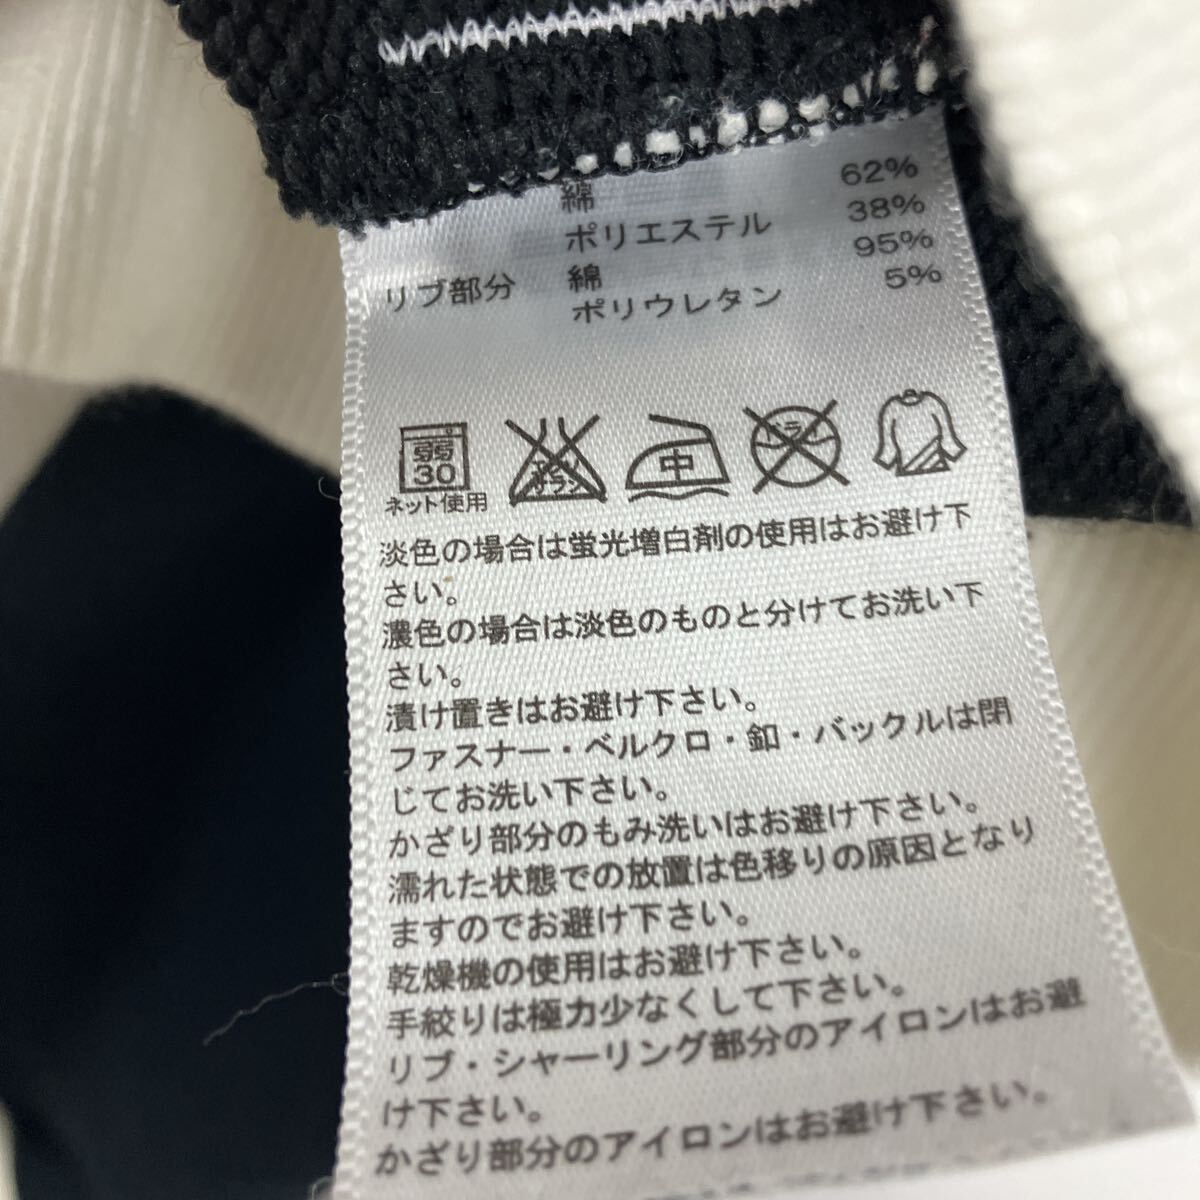 綿 62%
ポリエステル 38%
リブ部分 綿 95%
ポリウレタン 5%
弱
30
ネット使用
エンソ
サラシ
中
ドライ
淡色の場合は蛍光増白剤の使用はお避け下
さい。
濃色の場合は淡色のものと分けてお洗い下
さい。
漬け置きはお避け下さい。
ファスナー・ベルクロ・釦・バックルは閉
じてお洗い下さい。
かざり部分のもみ洗いはお避け下さい。
濡れた状態での放置は色移りの原因となり
ますのでお避け下さい。
乾燥機の使用はお避け下さい。
手絞りは極力少なくして下さい。
リブ・シャーリング部分のアイロンはお避
け下さい。
かざり部分のアイロンはお避け下さい。